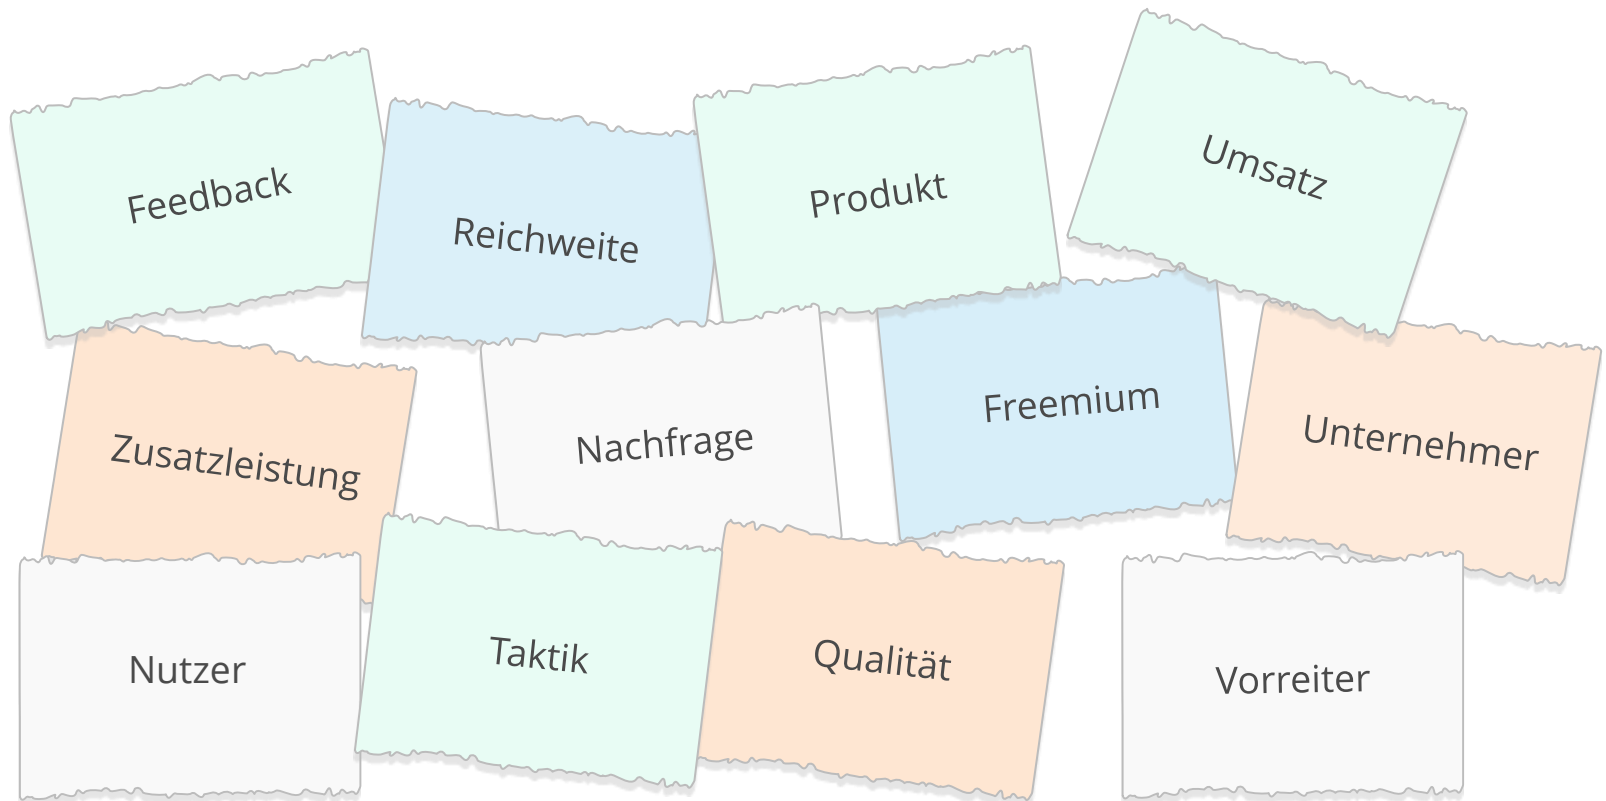 Feedback
Reichweite
Produkt
Umsatz
Zusatzleistung
Nachfrage
Freemium
Unternehmer
Nutzer
Taktik
Qualität
Vorreiter